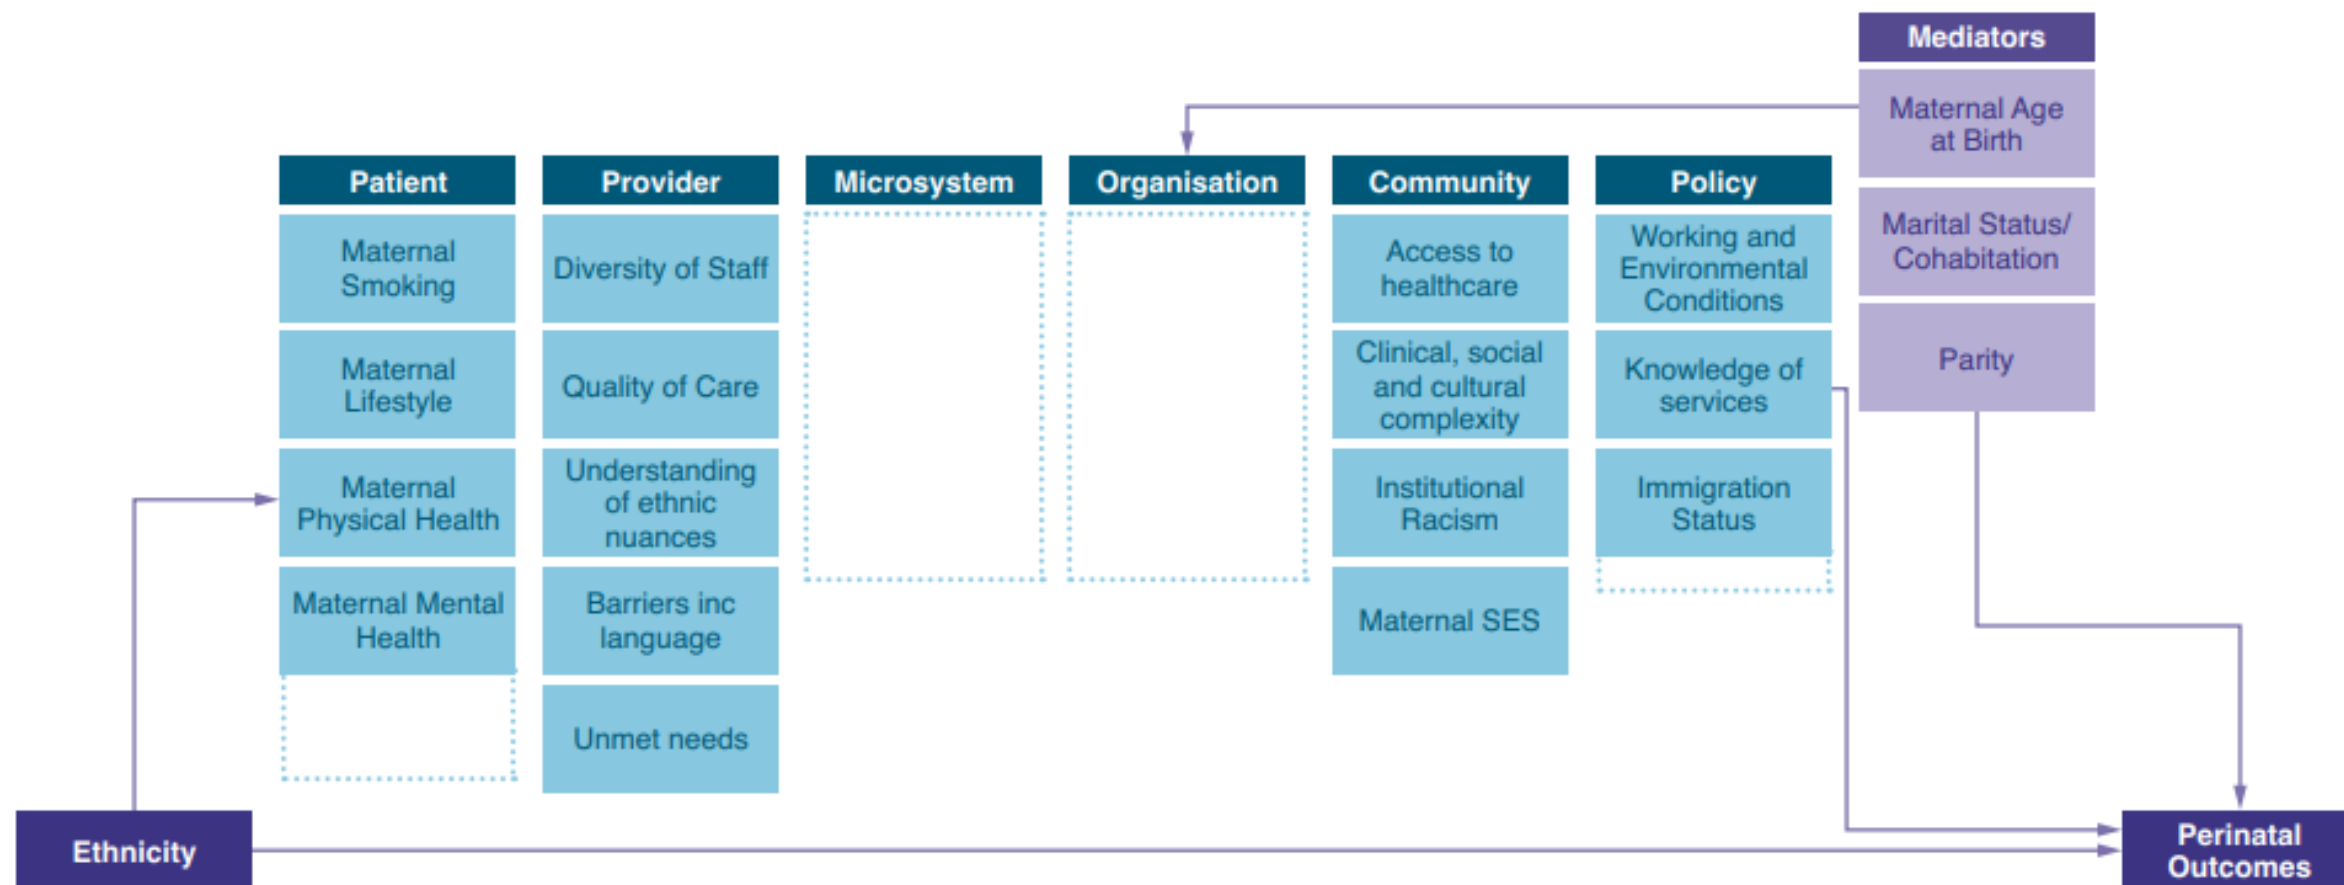 Mediators
Maternal Age
at Birth
Marital Status/
Cohabitation
Parity
Patient
Maternal
Smoking
Maternal
Lifestyle
Maternal
Physical Health
Maternal Mental
Health
Provider
Diversity of Staff
Quality of Care
Understanding
of ethnic
nuances
Barriers inc
language
Unmet needs
Microsystem
Organisation
Community
Access to
healthcare
Clinical, social
and cultural
complexity
Institutional
Racism
Maternal SES
Policy
Working and
Environmental
Conditions
Knowledge of
services
Immigration
Status
Ethnicity
Perinatal
Outcomes